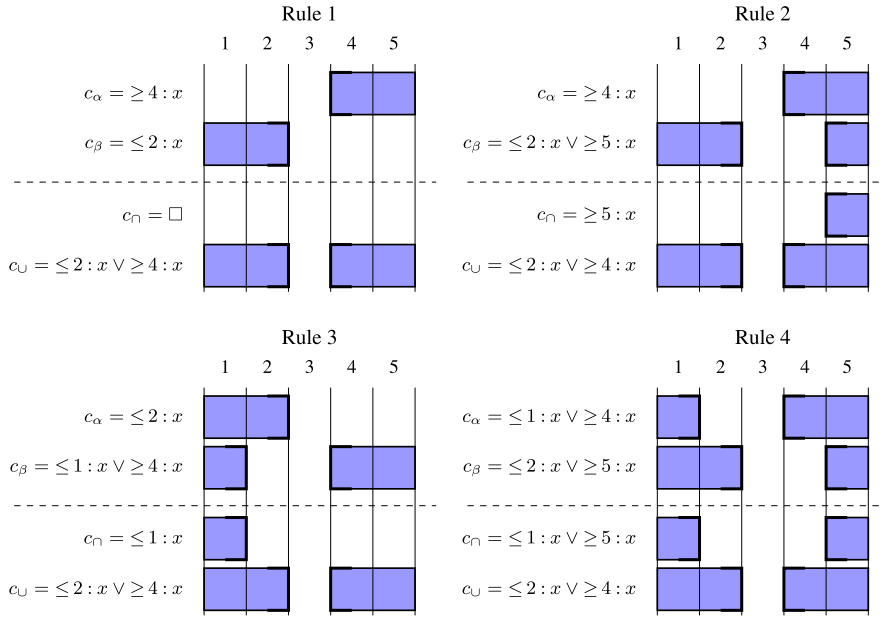 Rule 1
1 2 3 4 5
c_α = ≥ 4 : x
c_β = ≤ 2 : x
c_∩ = □
c_∪ = ≤ 2 : x ∨ ≥ 4 : x
Rule 2
1 2 3 4 5
c_α = ≥ 4 : x
c_β = ≤ 2 : x ∨ ≥ 5 : x
c_∩ = ≥ 5 : x
c_∪ = ≤ 2 : x ∨ ≥ 4 : x
Rule 3
1 2 3 4 5
c_α = ≤ 2 : x
c_β = ≤ 1 : x ∨ ≥ 4 : x
c_∩ = ≤ 1 : x
c_∪ = ≤ 2 : x ∨ ≥ 4 : x
Rule 4
1 2 3 4 5
c_α = ≤ 1 : x ∨ ≥ 4 : x
c_β = ≤ 2 : x ∨ ≥ 5 : x
c_∩ = ≤ 1 : x ∨ ≥ 5 : x
c_∪ = ≤ 2 : x ∨ ≥ 4 : x